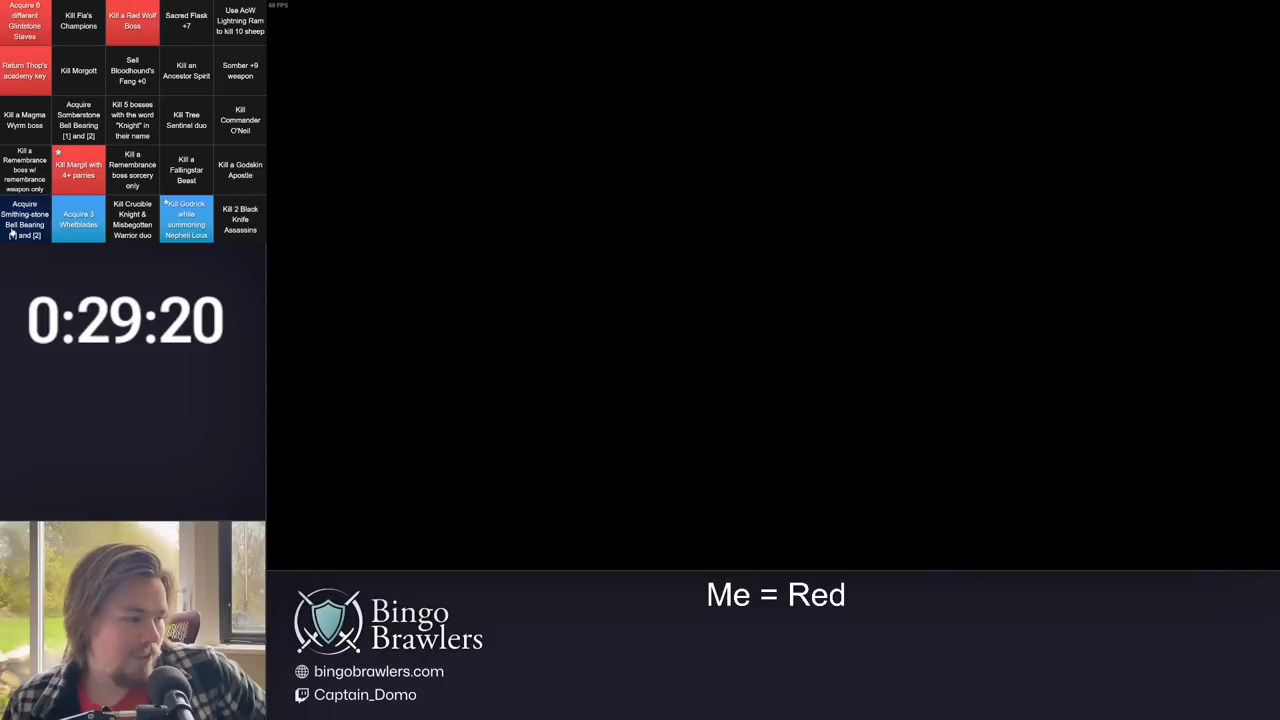 60 FPS
Acquire 6
different
Glintstone
Staves
Kill Fia's
Champions
Kill a Red Wolf
Boss
Sacred Flask
+7
Use AoW
Lightning Ram
to kill 10 sheep
Return Thop's
academy key
Kill Morgott
Sell
Bloodhound's
Fang +0
Kill an
Ancestor Spirit
Somber +9
weapon
Kill a Magma
Wyrm boss
Acquire
Somberstone
Bell Bearing
[1] and [2]
Kill 5 bosses
with the word
"Knight" in
their name
Kill Tree
Sentinel duo
Kill
Commander
O'Neil
Kill a
Remembrance
boss w/
remembrance
weapon only
Kill Margit with
4+ parries
Kill a
Remembrance
boss sorcery
only
Kill a
Fallingstar
Beast
Kill a Godskin
Apostle
Acquire
Smithing-stone
Bell Bearing
[1] and [2]
Acquire 3
Whetblades
Kill Crucible
Knight &
Misbegotten
Warrior duo
Kill Godrick
while
summoning
Nepheli Loux
Kill 2 Black
Knife
Assassins
0:29:20
Me = Red
Bingo
Brawlers
bingobrawlers.com
Captain_Domo